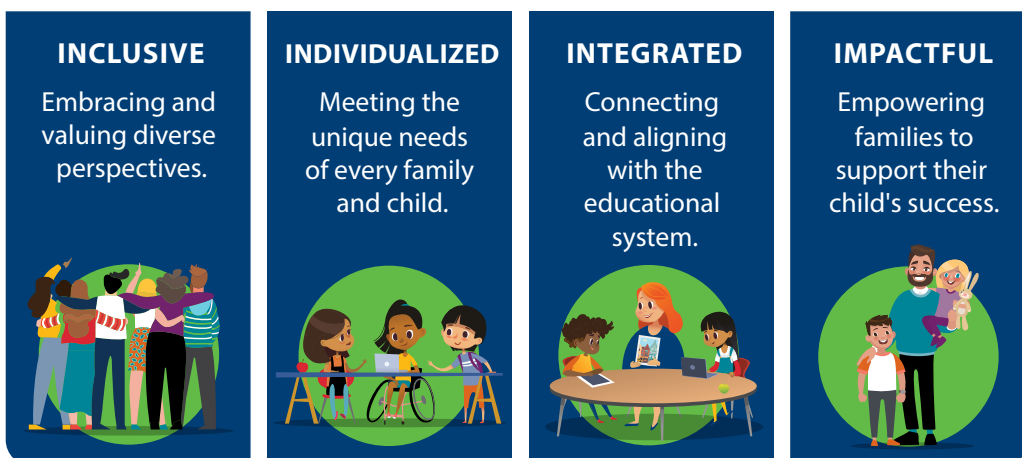 INCLUSIVE
Embracing and
valuing diverse
perspectives.
INDIVIDUALIZED
Meeting the
unique needs
of every family
and child.
INTEGRATED
Connecting
and aligning
with the
educational
system.
IMPACTFUL
Empowering
families to
support their
child's success.